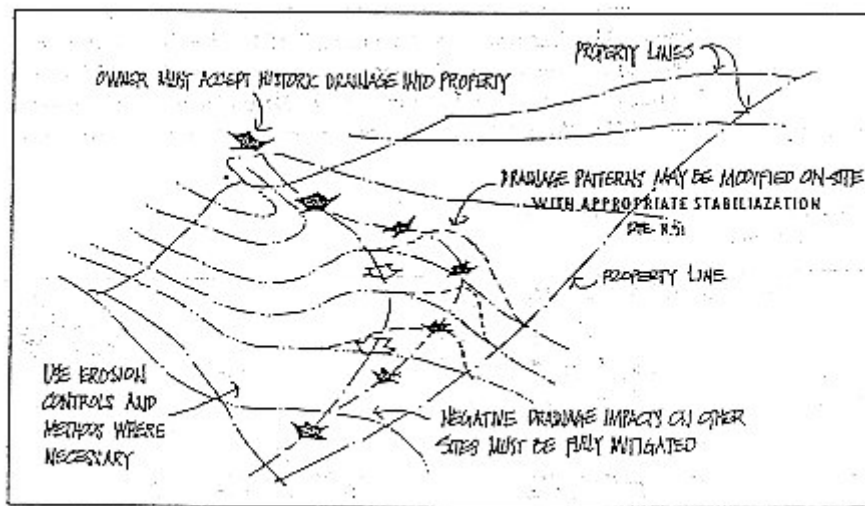 PROPERTY LINES
OWNER MUST ACCEPT HISTORIC DRAINAGE INTO PROPERTY
DRAINAGE PATTERNS MAY BE MODIFIED ON-SITE
WITH APPROPRIATE STABILIAZATION
PROPERTY LINE
USE EROSION
CONTROLS AND
METHODS WHERE
NECESSARY
NEGATIVE DRAINAGE IMPACTS ON OTHER
SITES MUST BE FULLY MITIGATED